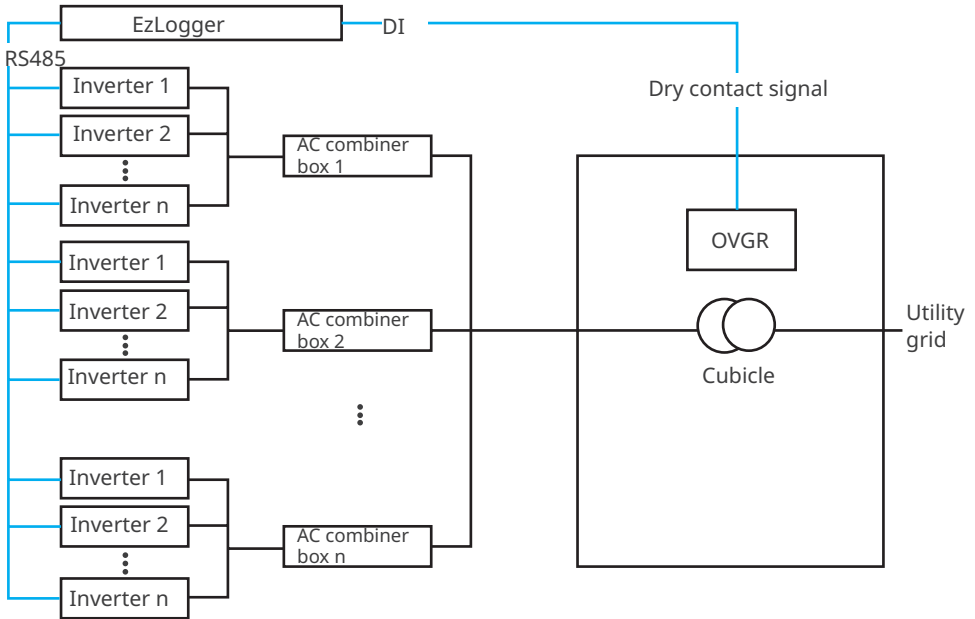 EzLogger
DI
RS485
Dry contact signal
Inverter 1
Inverter 2
Inverter n
AC combiner
box 1
OVGR
Inverter 1
Inverter 2
Inverter n
AC combiner
box 2
Utility
grid
Cubicle
Inverter 1
Inverter 2
Inverter n
AC combiner
box n